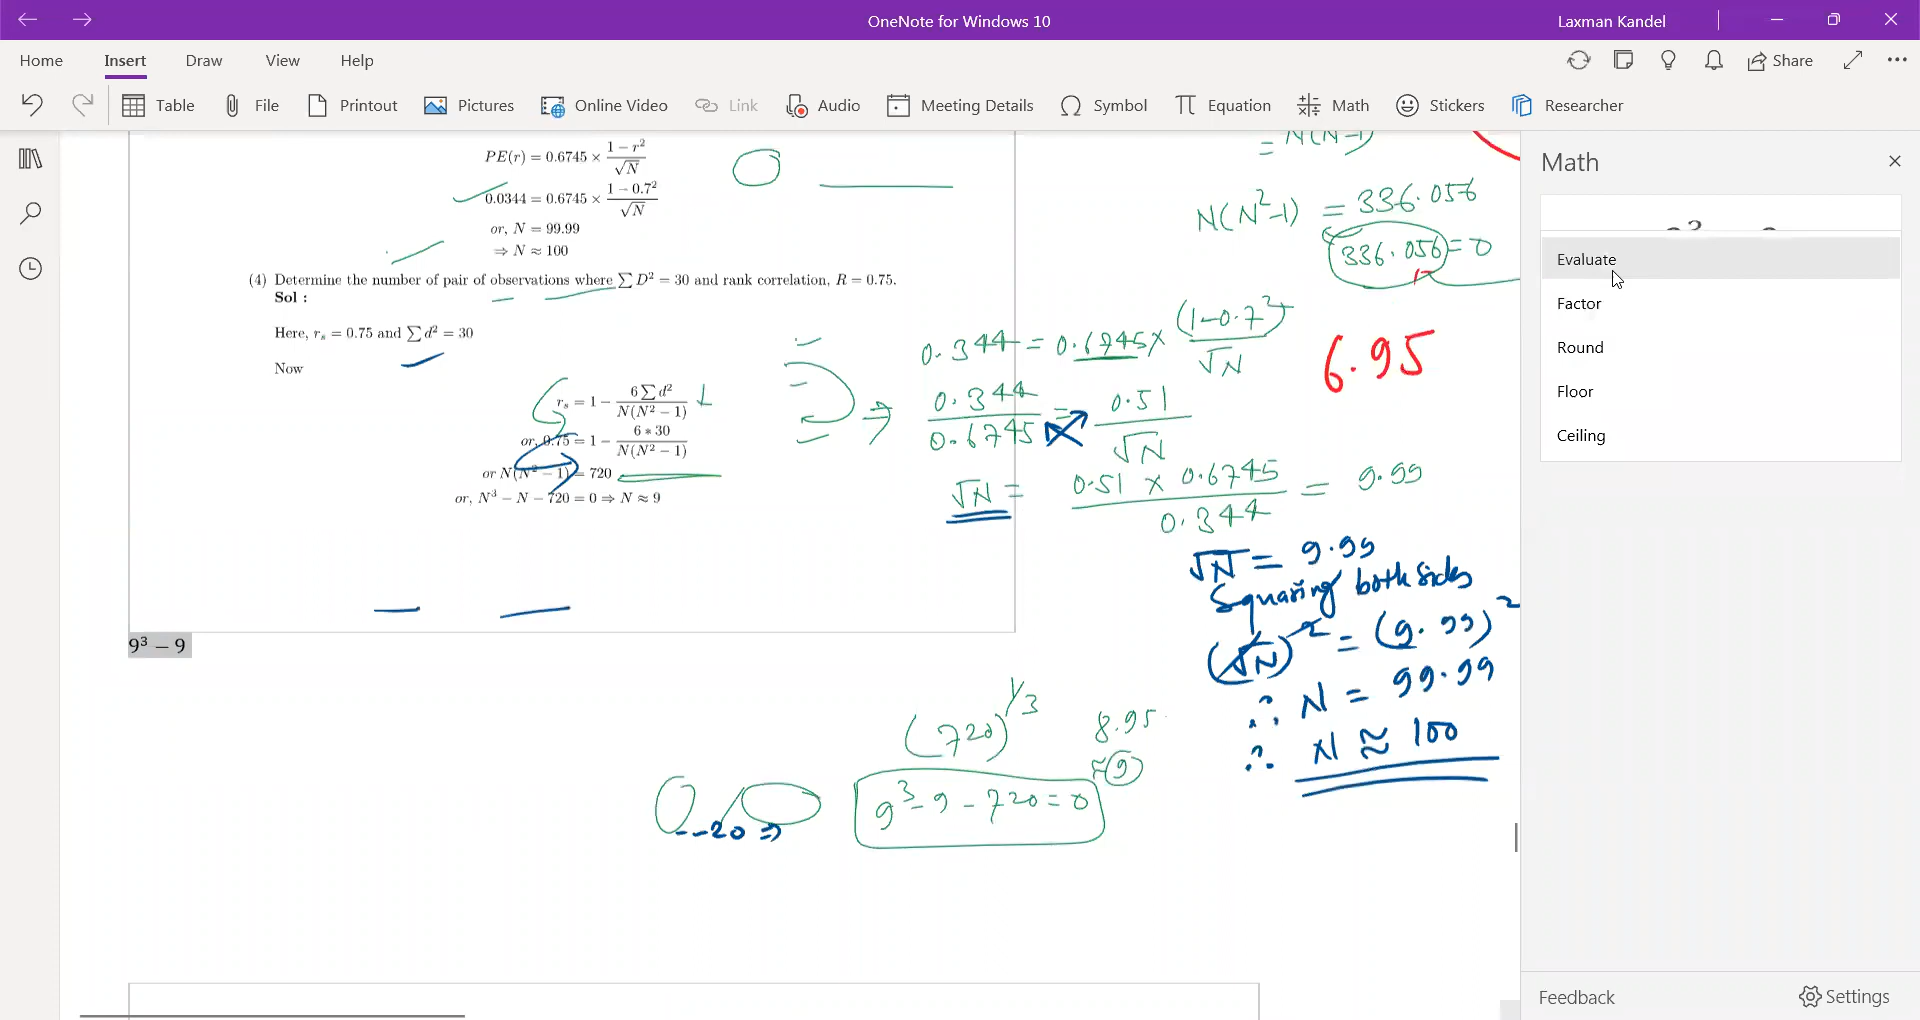 OneNote for Windows 10
Laxman Kandel
Home Insert Draw View Help
Share
Table File Printout Pictures Online Video Link Audio Meeting Details Symbol Equation Math Stickers Researcher
PE(r) = 0.6745 × (1 − r²)/√N
0.0344 = 0.6745 × (1 − 0.7²)/√N
or, N = 99.99
⇒ N ≈ 100
(4) Determine the number of pair of observations where ∑ D² = 30 and rank correlation, R = 0.75.
Sol :
Here, rₛ = 0.75 and ∑ d² = 30
Now
rₛ = 1 − 6 ∑ d² / N(N² − 1)
or, 0.75 = 1 − 6 * 30 / N(N² − 1)
or N(N² − 1) = 720
or, N³ − N − 720 = 0 ⇒ N ≈ 9
9³ − 9
= N(N²-1)
N(N²-1) = 336.056
336.056 = 0
0.344 = 0.6745 × (1-0.7²)/√N
⇒ 0.344/0.6745 = 0.51/√N
√N = 0.51 × 0.6745 / 0.344 = 9.99
6.95
√N = 9.99
Squaring both sides
(√N)² = (9.99)²
∴ N = 99.99
∴ N ≈ 100
(720)^1/3
8.95
≈ 9
9³ - 9 - 720 = 0
--20 ⇒
Math
Evaluate
Factor
Round
Floor
Ceiling
Feedback Settings